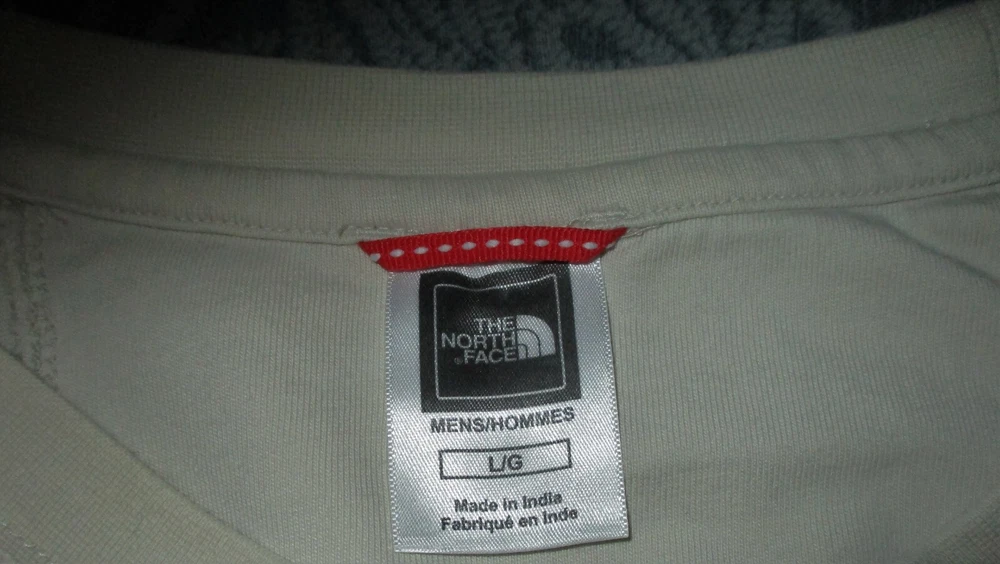 THE
NORTH
FACE
MENS/HOMMES
L/G
Made in India
Fabriqué en Inde